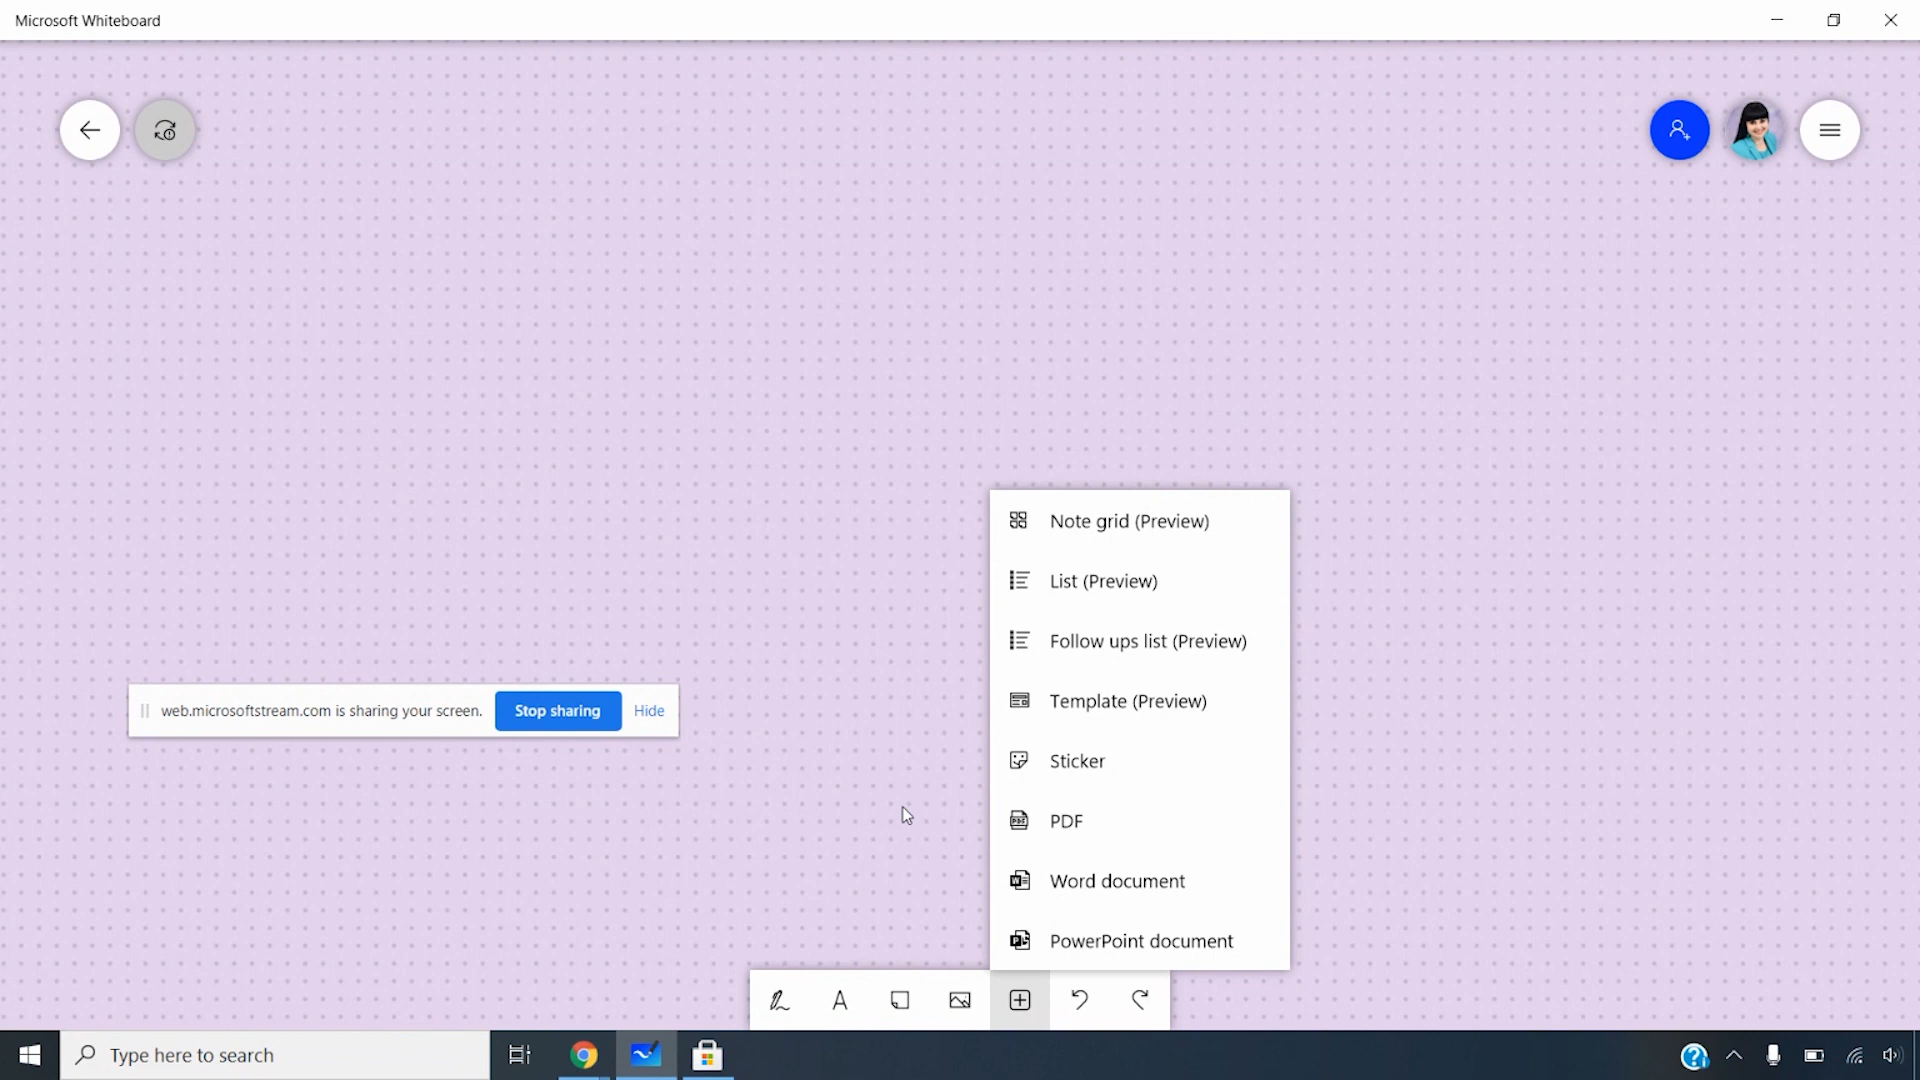 Microsoft Whiteboard
Note grid (Preview)
List (Preview)
Follow ups list (Preview)
web.microsoftstream.com is sharing your screen. Stop sharing Hide
Template (Preview)
Sticker
PDF
Word document
PowerPoint document
Type here to search